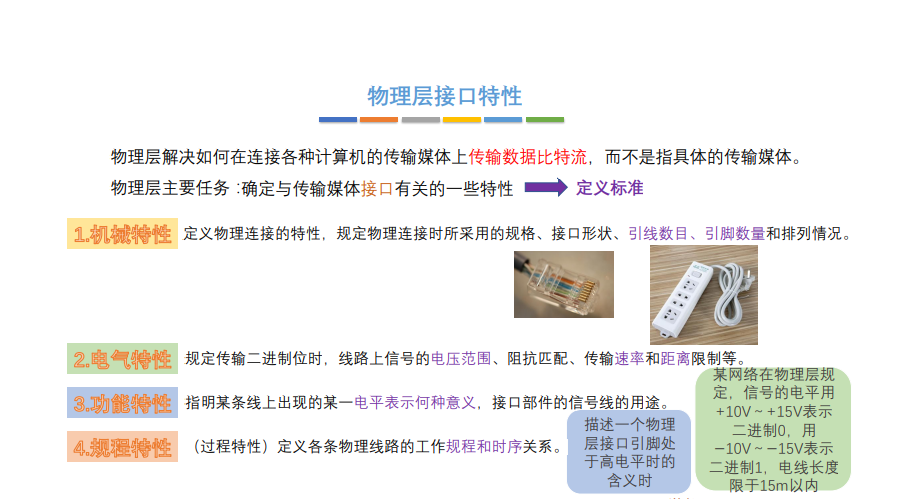 物理层接口特性
物理层解决如何在连接各种计算机的传输媒体上传输数据比特流，而不是指具体的传输媒体。
物理层主要任务：确定与传输媒体接口有关的一些特性
定义标准
1.机械特性
定义物理连接的特性，规定物理连接时所采用的规格、接口形状、引线数目、引脚数量和排列情况。
2.电气特性
规定传输二进制位时，线路上信号的电压范围、阻抗匹配、传输速率和距离限制等。
3.功能特性
指明某条线上出现的某一电平表示何种意义，接口部件的信号线的用途。
4.规程特性
（过程特性）定义各条物理线路的工作规程和时序关系。
描述一个物理
层接口引脚处
于高电平时的
含义时
某网络在物理层规
定，信号的电平用
+10V～+15V表示
二进制0，用
−10V～−15V表示
二进制1，电线长度
限于15m以内